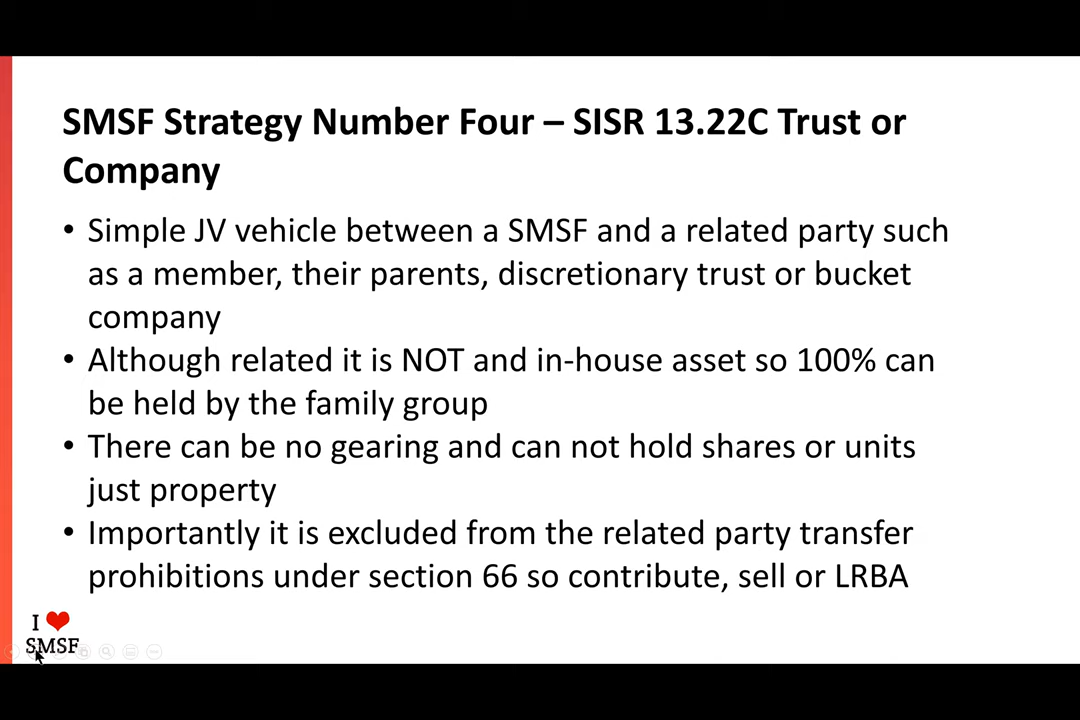 SMSF Strategy Number Four – SISR 13.22C Trust or
Company
• Simple JV vehicle between a SMSF and a related party such
as a member, their parents, discretionary trust or bucket
company
• Although related it is NOT and in-house asset so 100% can
be held by the family group
• There can be no gearing and can not hold shares or units
just property
• Importantly it is excluded from the related party transfer
prohibitions under section 66 so contribute, sell or LRBA
I ❤
SMSF